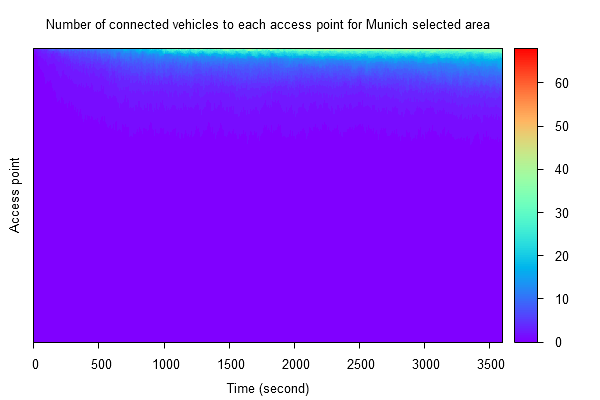 Number of connected vehicles to each access point for Munich selected area
Access point
60
50
40
30
20
10
0
0 500 1000 1500 2000 2500 3000 3500
Time (second)